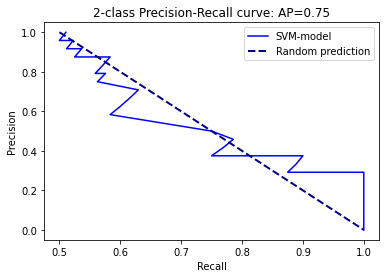 2-class Precision-Recall curve: AP=0.75
SVM-model
Random prediction
Precision
1.0
0.8
0.6
0.4
0.2
0.0
0.5 0.6 0.7 0.8 0.9 1.0
Recall